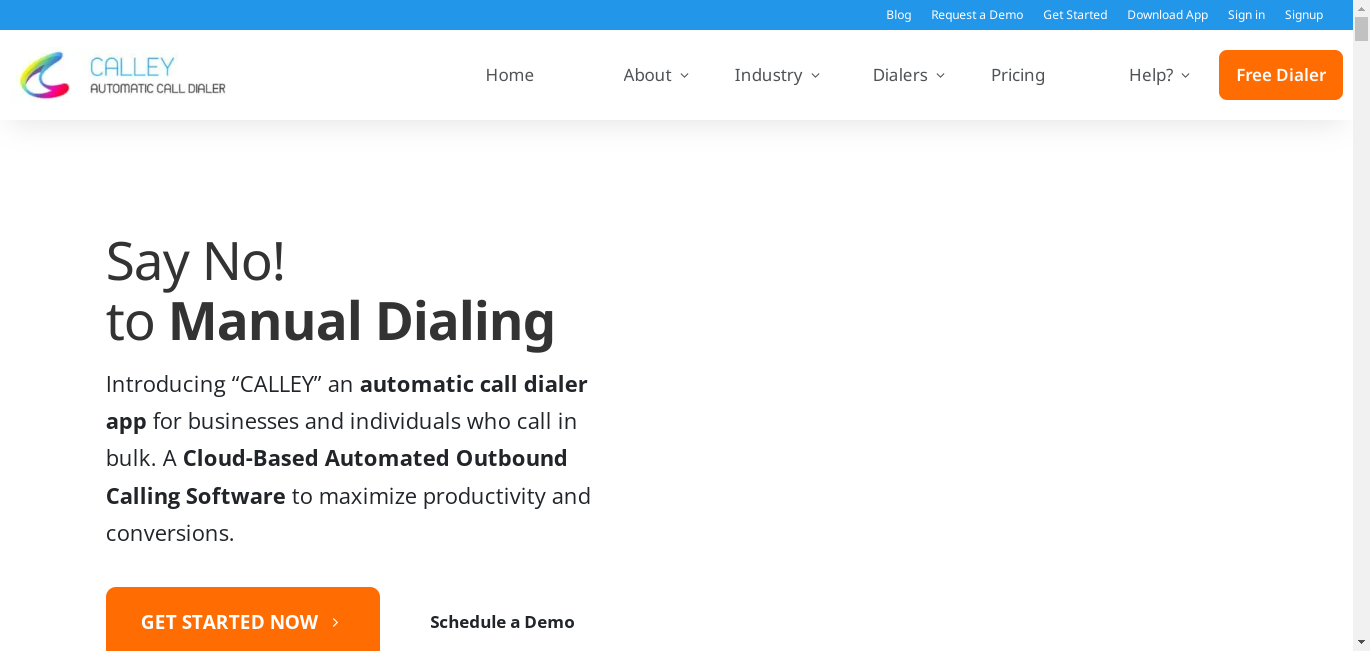 Blog Request a Demo Get Started Download App Sign in Signup
CALLEY
AUTOMATIC CALL DIALER
Home About Industry Dialers Pricing Help? Free Dialer
Say No!
to Manual Dialing
Introducing “CALLEY” an automatic call dialer
app for businesses and individuals who call in
bulk. A Cloud-Based Automated Outbound
Calling Software to maximize productivity and
conversions.
GET STARTED NOW Schedule a Demo